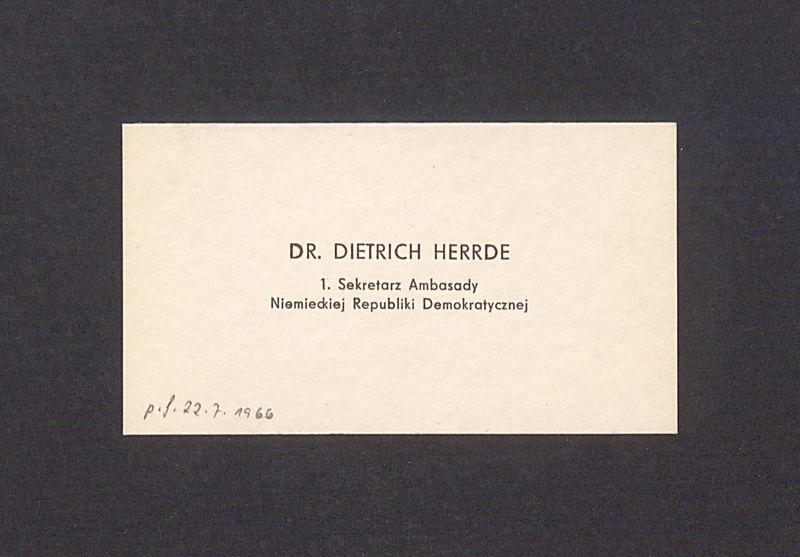 DR. DIETRICH HERRDE
1. Sekretarz Ambasady
Niemieckiej Republiki Demokratycznej
p.f. 22.7.1966